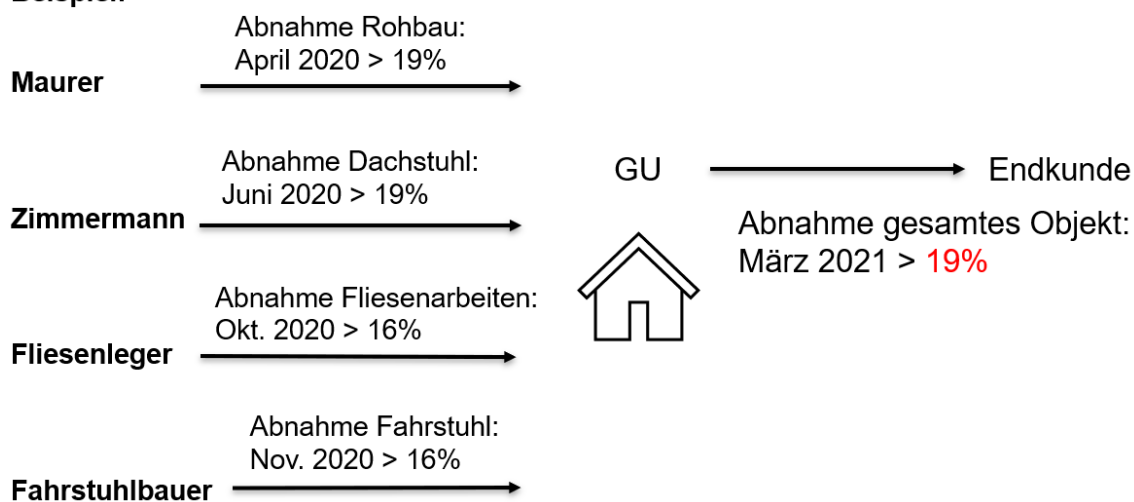 Abnahme Rohbau:
April 2020 > 19%
Maurer
Abnahme Dachstuhl:
Juni 2020 > 19%
Zimmermann
GU
Endkunde
Abnahme gesamtes Objekt:
März 2021 > 19%
Abnahme Fliesenarbeiten:
Okt. 2020 > 16%
Fliesenleger
Abnahme Fahrstuhl:
Nov. 2020 > 16%
Fahrstuhlbauer